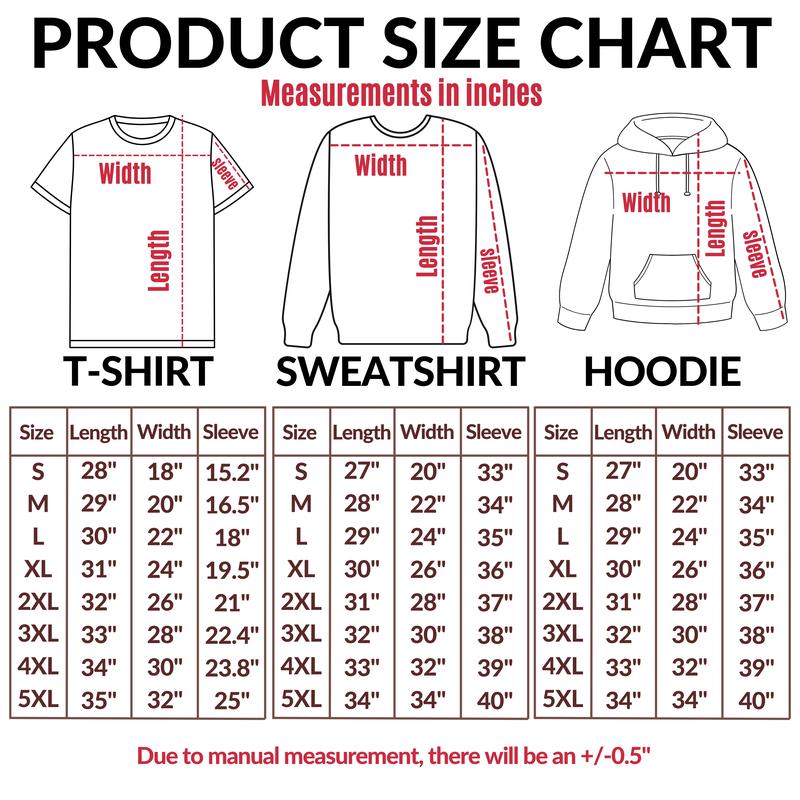 PRODUCT SIZE CHART
Measurements in inches
Width
sleeve
Length
Width
Length
sleeve
Width
Length
sleeve
T-SHIRT SWEATSHIRT HOODIE
Size Length Width Sleeve Size Length Width Sleeve Size Length Width Sleeve
S 28" 18" 15.2" S 27" 20" 33" S 27" 20" 33"
M 29" 20" 16.5" M 28" 22" 34" M 28" 22" 34"
L 30" 22" 18" L 29" 24" 35" L 29" 24" 35"
XL 31" 24" 19.5" XL 30" 26" 36" XL 30" 26" 36"
2XL 32" 26" 21" 2XL 31" 28" 37" 2XL 31" 28" 37"
3XL 33" 28" 22.4" 3XL 32" 30" 38" 3XL 32" 30" 38"
4XL 34" 30" 23.8" 4XL 33" 32" 39" 4XL 33" 32" 39"
5XL 35" 32" 25" 5XL 34" 34" 40" 5XL 34" 34" 40"
Due to manual measurement, there will be an +/-0.5"